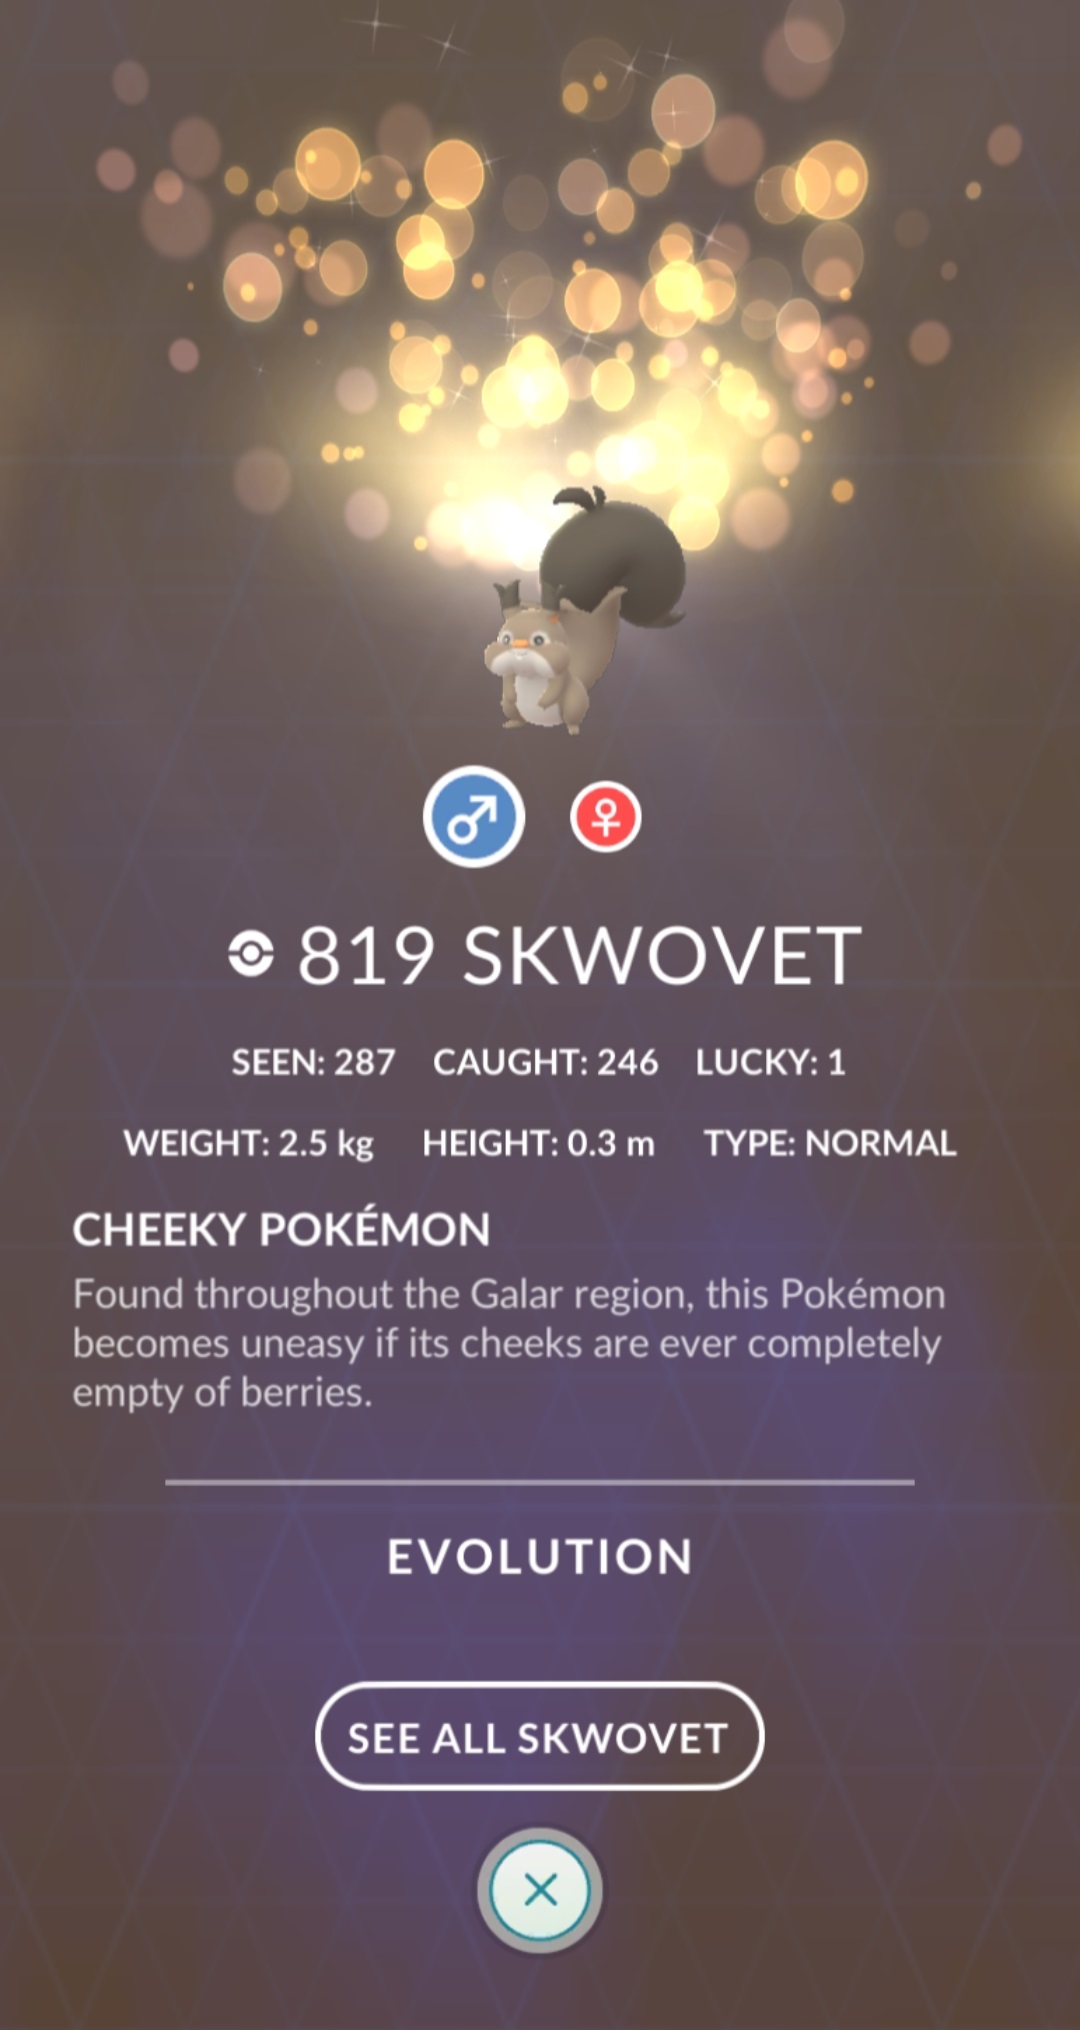 819 SKWOVET
SEEN: 287 CAUGHT: 246 LUCKY: 1
WEIGHT: 2.5 kg HEIGHT: 0.3 m TYPE: NORMAL
CHEEKY POKÉMON
Found throughout the Galar region, this Pokémon
becomes uneasy if its cheeks are ever completely
empty of berries.
EVOLUTION
SEE ALL SKWOVET